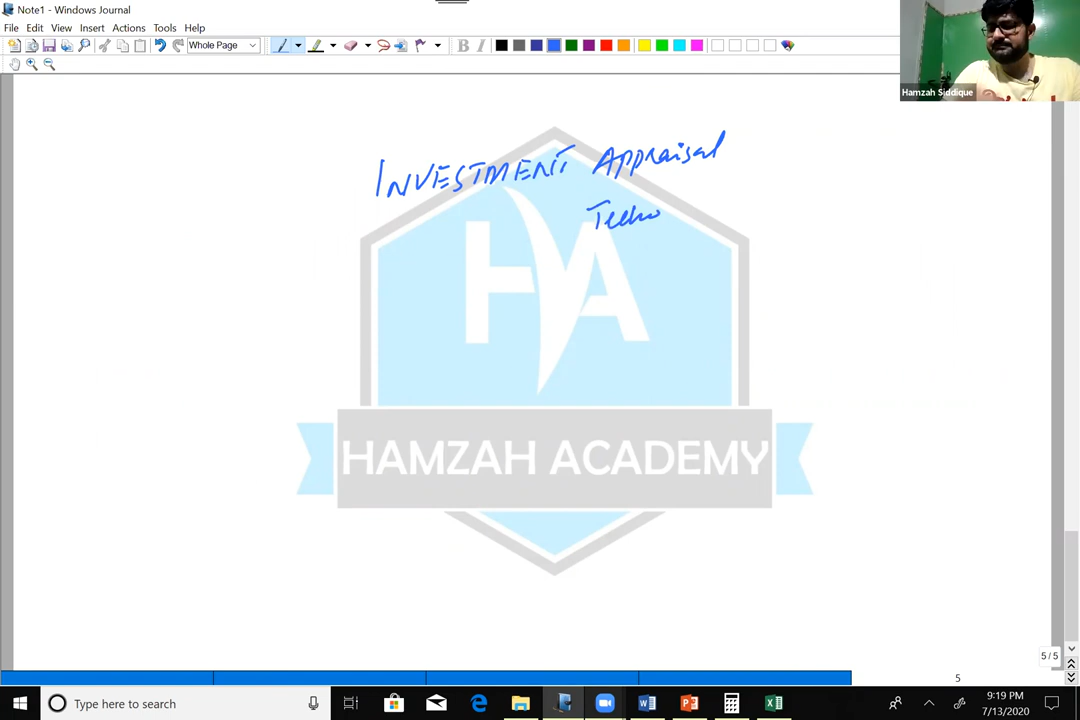 Note1 - Windows Journal
File Edit View Insert Actions Tools Help
Whole Page
B I
Hamzah Siddique
INVESTMENT Appraisal
HA
HAMZAH ACADEMY
5/5
5
Type here to search
9:19 PM
7/13/2020